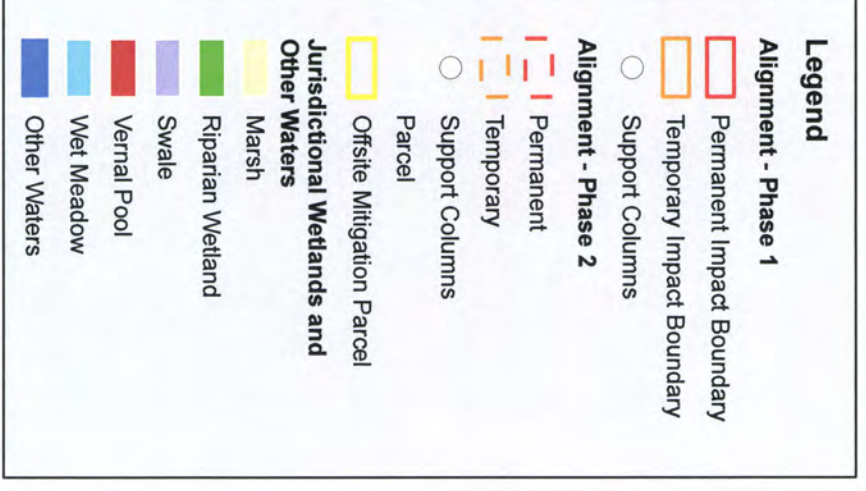 Legend
Alignment - Phase 1
Permanent Impact Boundary
Temporary Impact Boundary
Support Columns
Alignment - Phase 2
Permanent
Temporary
Support Columns
Parcel
Offsite Mitigation Parcel
Jurisdictional Wetlands and
Other Waters
Marsh
Riparian Wetland
Swale
Vernal Pool
Wet Meadow
Other Waters